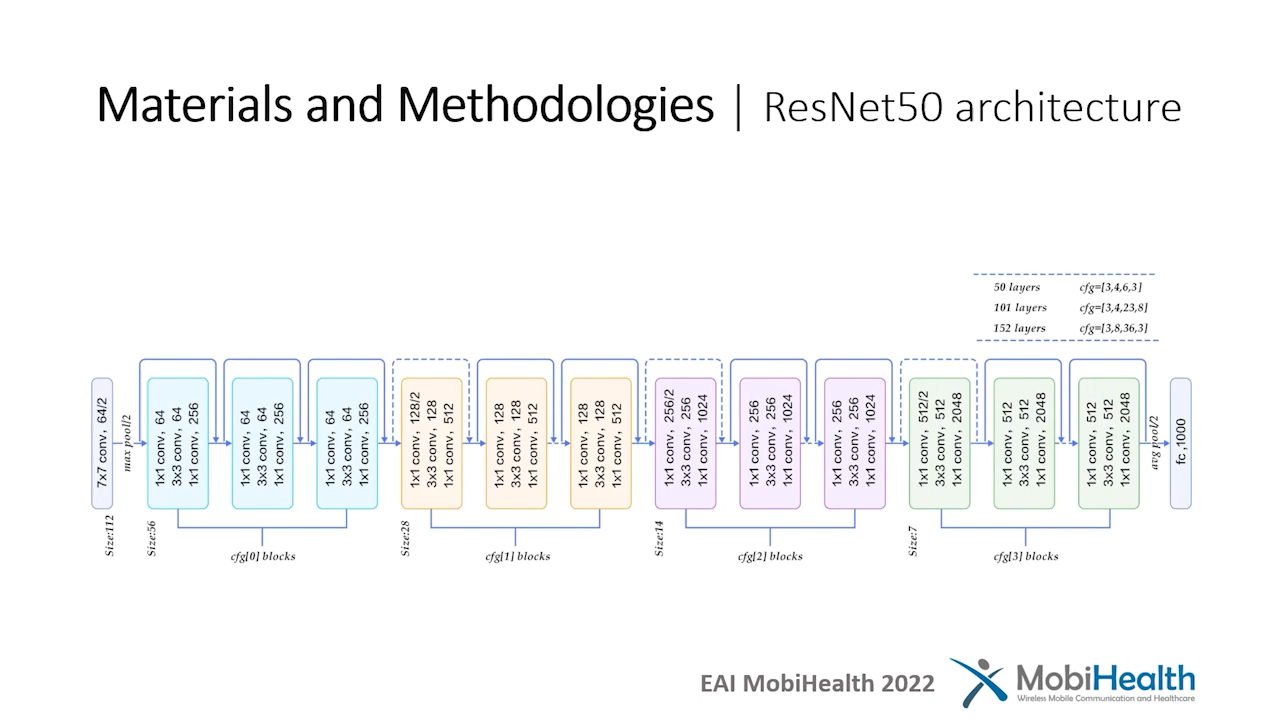 Materials and Methodologies | ResNet50 architecture
50 layers cfg=[3,4,6,3]
101 layers cfg=[3,4,23,8]
152 layers cfg=[3,8,36,3]
7x7 conv, 64/2
max pool/2
1x1 conv, 64
3x3 conv, 64
1x1 conv, 256
1x1 conv, 64
3x3 conv, 64
1x1 conv, 256
1x1 conv, 64
3x3 conv, 64
1x1 conv, 256
1x1 conv, 128/2
3x3 conv, 128
1x1 conv, 512
1x1 conv, 128
3x3 conv, 128
1x1 conv, 512
1x1 conv, 128
3x3 conv, 128
1x1 conv, 512
1x1 conv, 256/2
3x3 conv, 256
1x1 conv, 1024
1x1 conv, 256
3x3 conv, 256
1x1 conv, 1024
1x1 conv, 256
3x3 conv, 256
1x1 conv, 1024
1x1 conv, 512/2
3x3 conv, 512
1x1 conv, 2048
1x1 conv, 512
3x3 conv, 512
1x1 conv, 2048
1x1 conv, 512
3x3 conv, 512
1x1 conv, 2048
avg pool/2
fc ,1000
Size:112
Size:56
Size:28
Size:14
Size:7
cfg[0] blocks
cfg[1] blocks
cfg[2] blocks
cfg[3] blocks
EAI MobiHealth 2022
MobiHealth
Wireless Mobile Communication and Healthcare